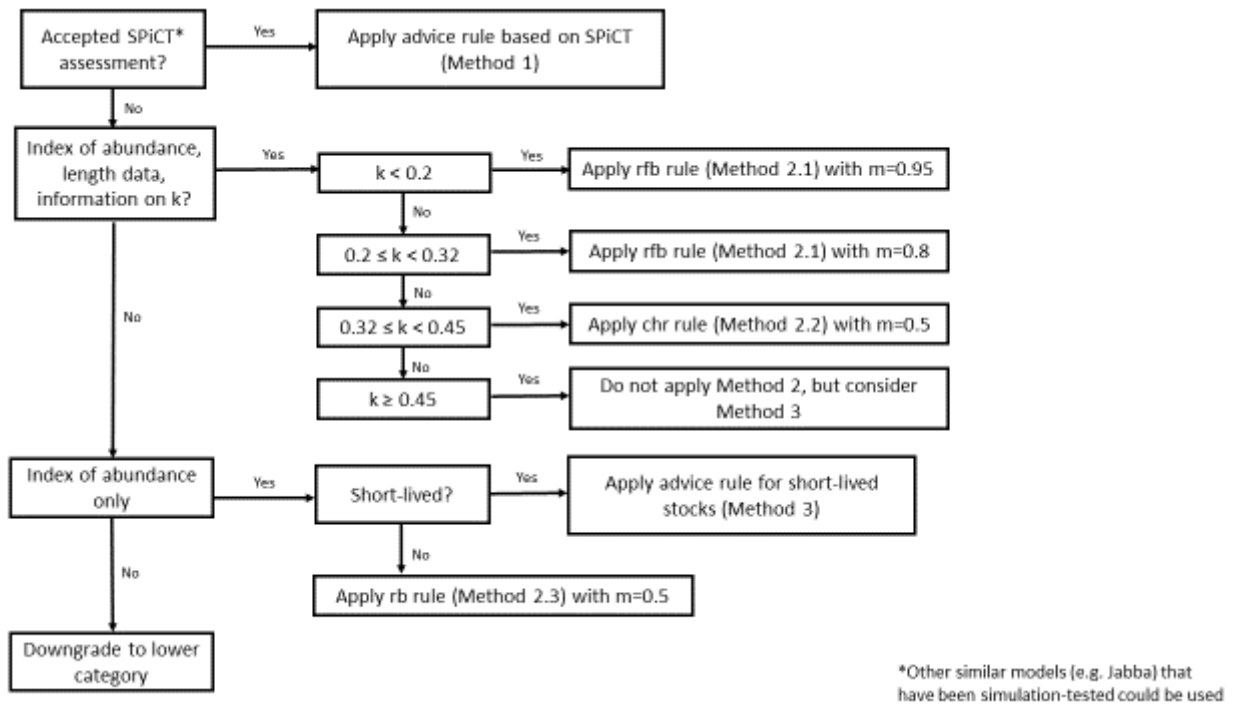 Accepted SPiCT*
assessment?
Yes
Apply advice rule based on SPiCT
(Method 1)
No
Index of abundance,
length data,
information on k?
Yes
k < 0.2
Yes
Apply rfb rule (Method 2.1) with m=0.95
No
0.2 ≤ k < 0.32
Yes
Apply rfb rule (Method 2.1) with m=0.8
No
0.32 ≤ k < 0.45
Yes
Apply chr rule (Method 2.2) with m=0.5
No
k ≥ 0.45
Yes
Do not apply Method 2, but consider
Method 3
No
Index of abundance
only
Yes
Short-lived?
Yes
Apply advice rule for short-lived
stocks (Method 3)
No
Apply rb rule (Method 2.3) with m=0.5
No
Downgrade to lower
category
*Other similar models (e.g. Jabba) that
have been simulation-tested could be used